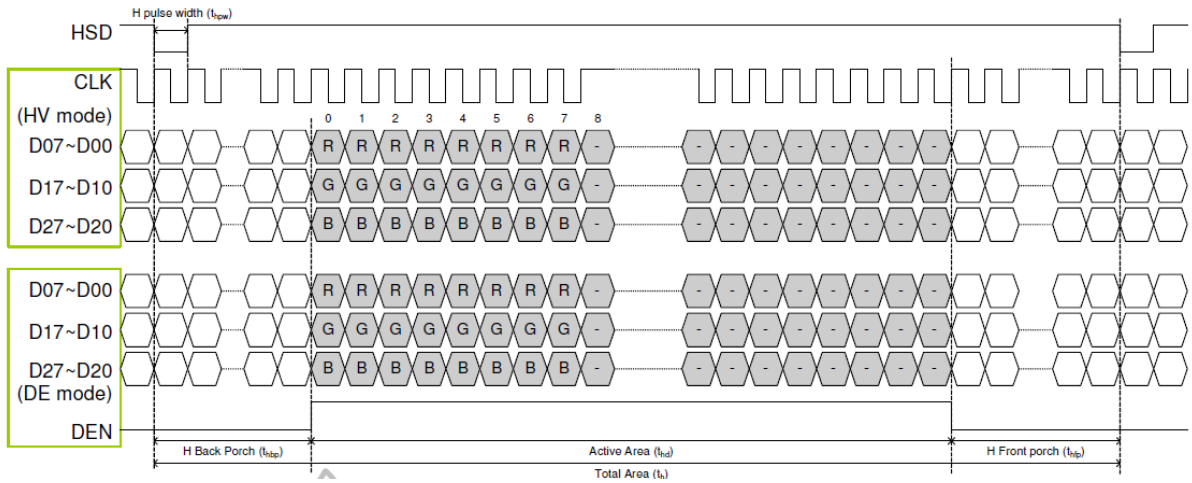 H pulse width (thpw)
HSD
CLK
(HV mode)
0 1 2 3 4 5 6 7 8
D07~D00 R R R R R R R R - - - - - - - - -
D17~D10 G G G G G G G G - - - - - - - - -
D27~D20 B B B B B B B B - - - - - - - - -
D07~D00 R R R R R R R R - - - - - - - - -
D17~D10 G G G G G G G G - - - - - - - - -
D27~D20 B B B B B B B B - - - - - - - - -
(DE mode)
DEN
H Back Porch (thbp) Active Area (thd) H Front porch (thfp)
Total Area (th)